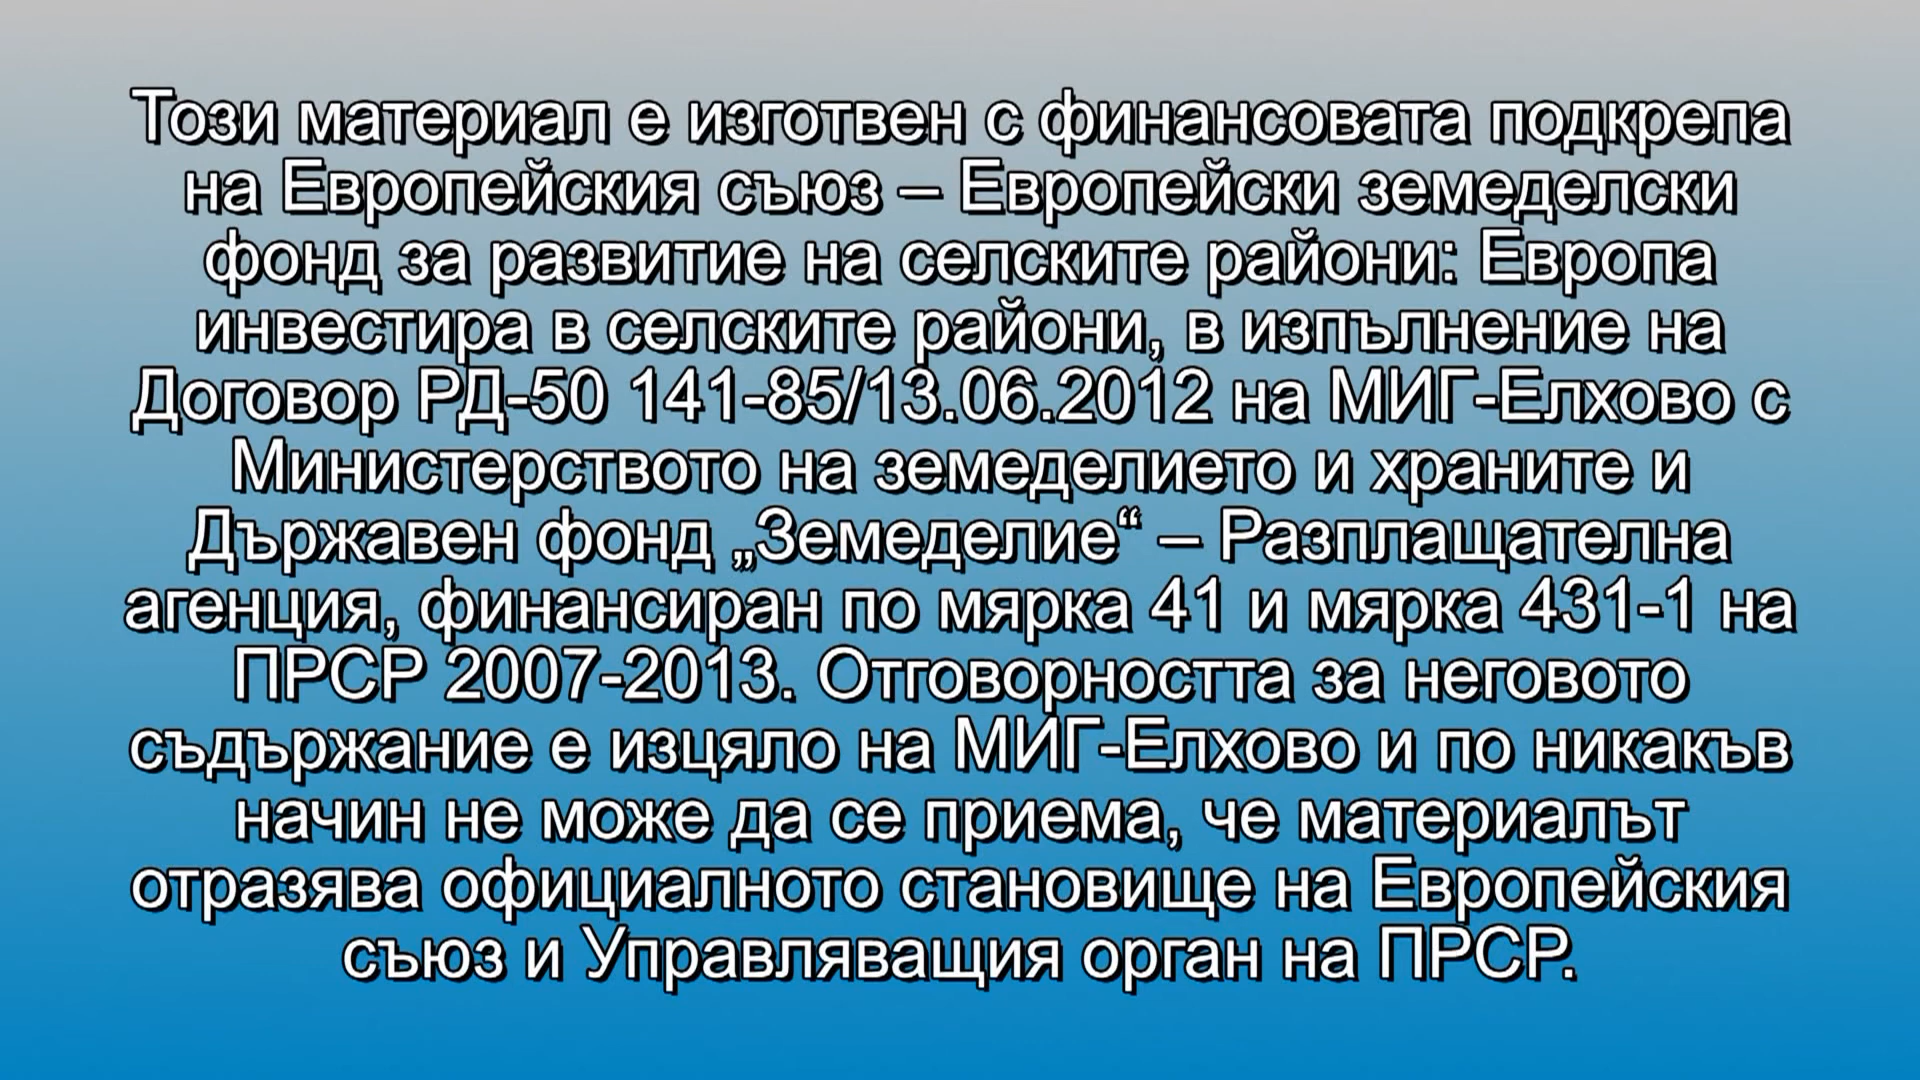 Този материал е изготвен с финансовата подкрепа
на Европейския съюз – Европейски земеделски
фонд за развитие на селските райони: Европа
инвестира в селските райони, в изпълнение на
Договор РД-50 141-85/13.06.2012 на МИГ-Елхово с
Министерството на земеделието и храните и
Държавен фонд „Земеделие“ – Разплащателна
агенция, финансиран по мярка 41 и мярка 431-1 на
ПРСР 2007-2013. Отговорността за неговото
съдържание е изцяло на МИГ-Елхово и по никакъв
начин не може да се приема, че материалът
отразява официалното становище на Европейския
съюз и Управляващия орган на ПРСР.